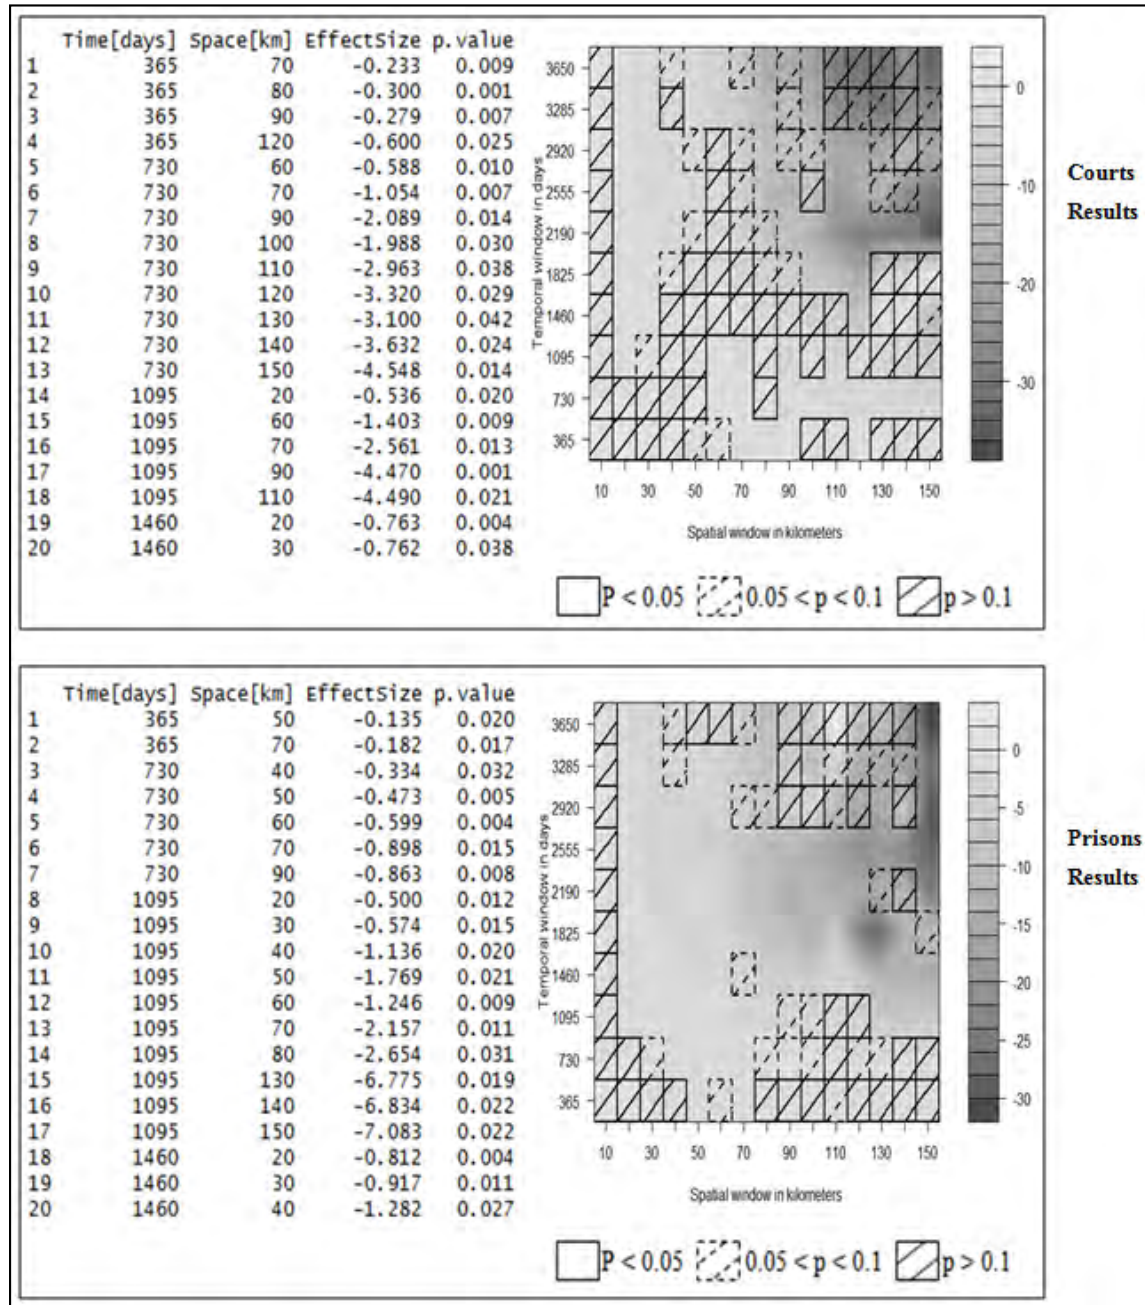 Time[days] Space[km] EffectSize p.value
1 365 70 -0.233 0.009
2 365 80 -0.300 0.001
3 365 90 -0.279 0.007
4 365 120 -0.600 0.025
5 730 60 -0.588 0.010
6 730 70 -1.054 0.007
7 730 90 -2.089 0.014
8 730 100 -1.988 0.030
9 730 110 -2.963 0.038
10 730 120 -3.320 0.029
11 730 130 -3.100 0.042
12 730 140 -3.632 0.024
13 730 150 -4.548 0.014
14 1095 20 -0.536 0.020
15 1095 60 -1.403 0.009
16 1095 70 -2.561 0.013
17 1095 90 -4.470 0.001
18 1095 110 -4.490 0.021
19 1460 20 -0.763 0.004
20 1460 30 -0.762 0.038
Temporal window in days
3650
3285
2920
2555
2190
1825
1460
1095
730
365
10 30 50 70 90 110 130 150
Spatial window in kilometers
0
-10
-20
-30
P < 0.05 0.05 < p < 0.1 p > 0.1
Courts
Results
Time[days] Space[km] EffectSize p.value
1 365 50 -0.135 0.020
2 365 70 -0.182 0.017
3 730 40 -0.334 0.032
4 730 50 -0.473 0.005
5 730 60 -0.599 0.004
6 730 70 -0.898 0.015
7 730 90 -0.863 0.008
8 1095 20 -0.500 0.012
9 1095 30 -0.574 0.015
10 1095 40 -1.136 0.020
11 1095 50 -1.769 0.021
12 1095 60 -1.246 0.009
13 1095 70 -2.157 0.011
14 1095 80 -2.654 0.031
15 1095 130 -6.775 0.019
16 1095 140 -6.834 0.022
17 1095 150 -7.083 0.022
18 1460 20 -0.812 0.004
19 1460 30 -0.917 0.011
20 1460 40 -1.282 0.027
Temporal window in days
3650
3285
2920
2555
2190
1825
1460
1095
730
365
10 30 50 70 90 110 130 150
Spatial window in kilometers
0
-5
-10
-15
-20
-25
-30
P < 0.05 0.05 < p < 0.1 p > 0.1
Prisons
Results